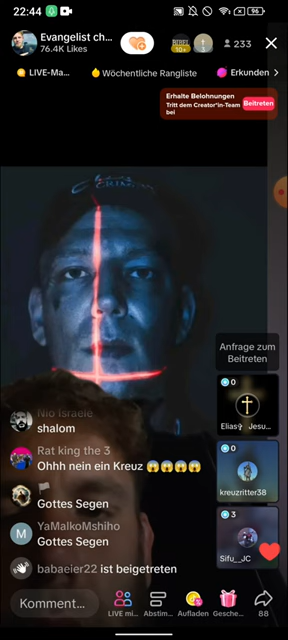 22:44
96
Evangelist ch...
76.4K Likes
10+
233
LIVE-Ma...
Wöchentliche Rangliste
Erkunden
Erhalte Belohnungen
Tritt dem Creator*in-Team bei
Beitreten
Anfrage zum
Beitreten
0
Elias✞ Jesu...
0
kreuzritter38
3
Sifu__JC
Nio Israele
shalom
Rat king the 3
Ohhh nein ein Kreuz 😱😱😱😱
Gottes Segen
M
YaMalkoMshiho
Gottes Segen
babaeier22 ist beigetreten
Komment...
LIVE mi...
Abstim...
Aufladen
Gesche...
88